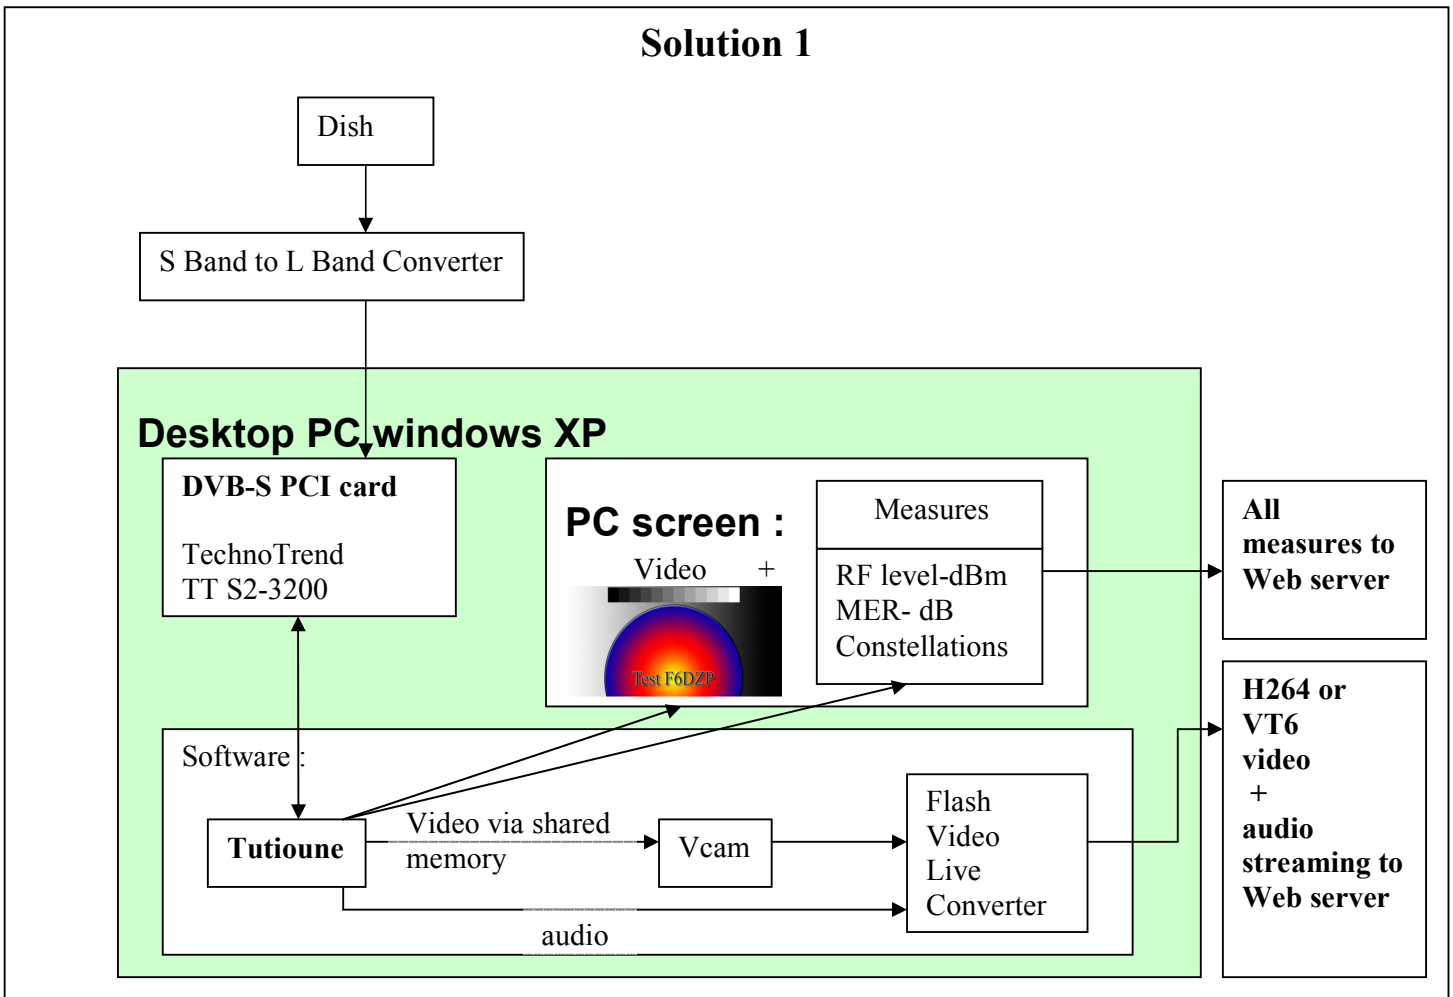 Solution 1
Dish
S Band to L Band Converter
Desktop PC windows XP
DVB-S PCI card
TechnoTrend
TT S2-3200
PC screen :
Video +
Test F6DZP
Measures
RF level-dBm
MER- dB
Constellations
All
measures to
Web server
Software :
Tutioune
Video via shared
memory
audio
Vcam
Flash
Video
Live
Converter
H264 or
VT6
video
+
audio
streaming to
Web server